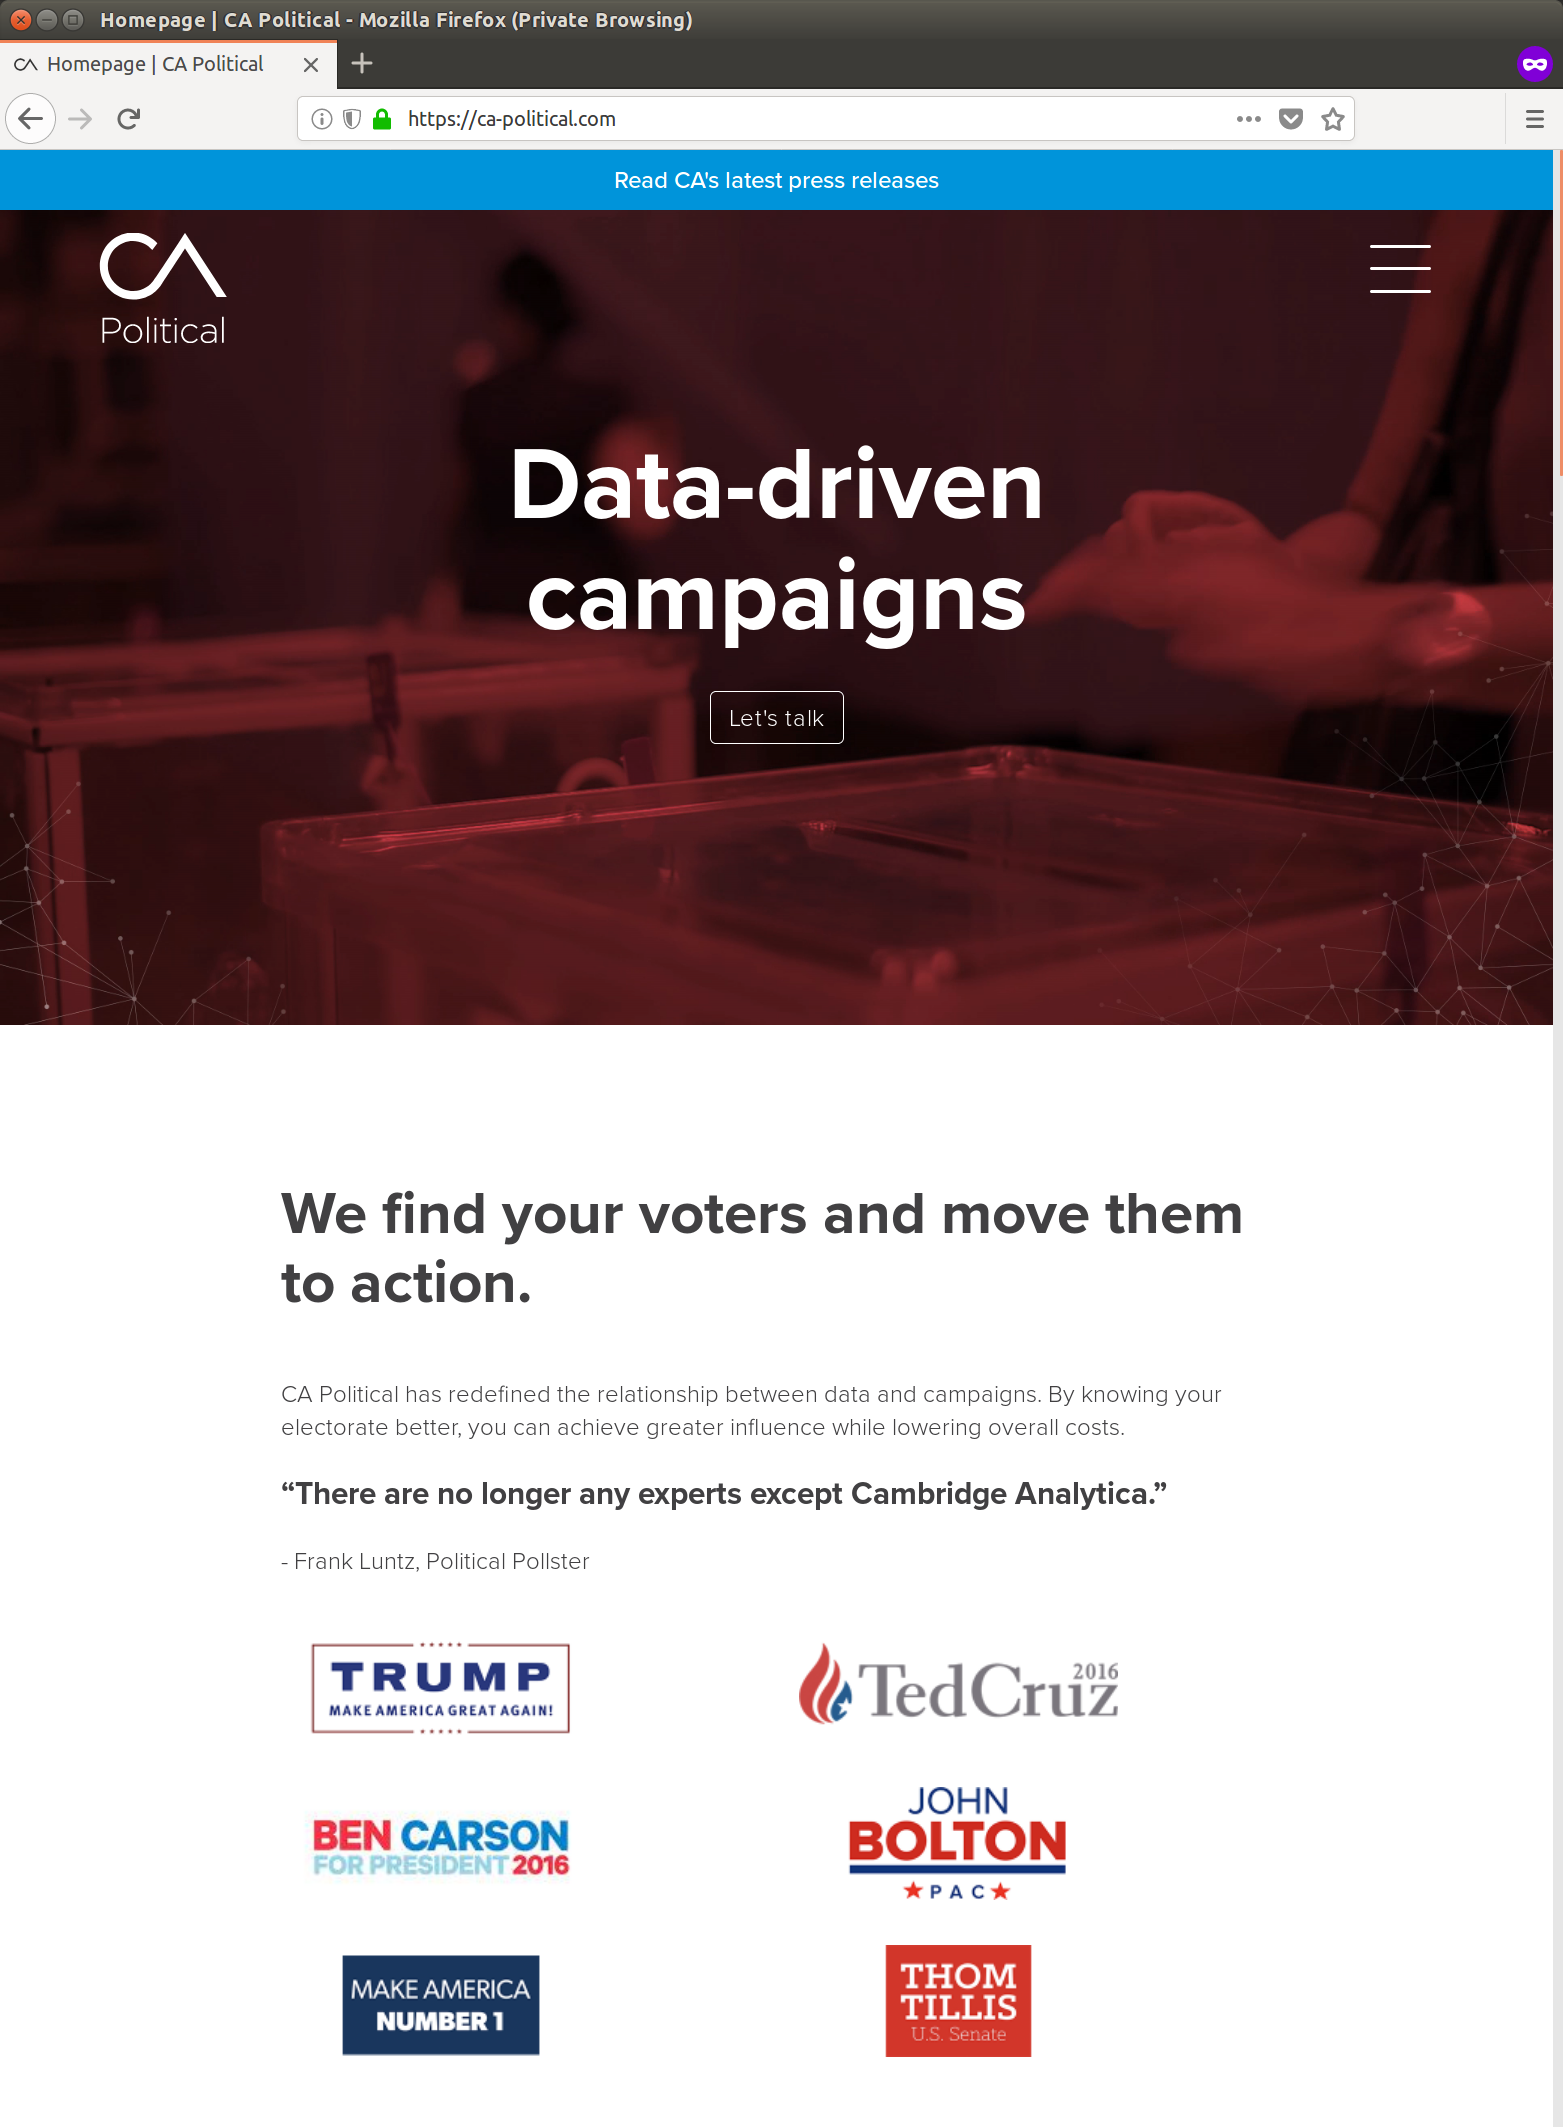 Homepage | CA Political - Mozilla Firefox (Private Browsing)
CA Homepage | CA Political
https://ca-political.com
Read CA's latest press releases
CA
Political
Data-driven
campaigns
Let's talk
We find your voters and move them
to action.
CA Political has redefined the relationship between data and campaigns. By knowing your
electorate better, you can achieve greater influence while lowering overall costs.
“There are no longer any experts except Cambridge Analytica.”
- Frank Luntz, Political Pollster
TRUMP
MAKE AMERICA GREAT AGAIN!
2016
TedCruz
BEN CARSON
FOR PRESIDENT 2016
JOHN
BOLTON
PAC
MAKE AMERICA
NUMBER 1
THOM
TILLIS
U.S. Senate